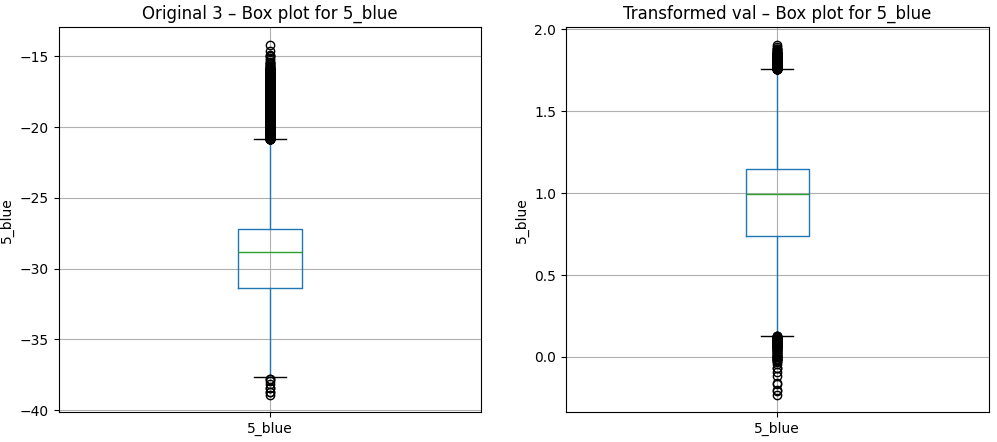 Original 3 – Box plot for 5_blue
−15
−20
−25
−30
−35
−40
5_blue
5_blue
Transformed val – Box plot for 5_blue
2.0
1.5
1.0
0.5
0.0
5_blue
5_blue